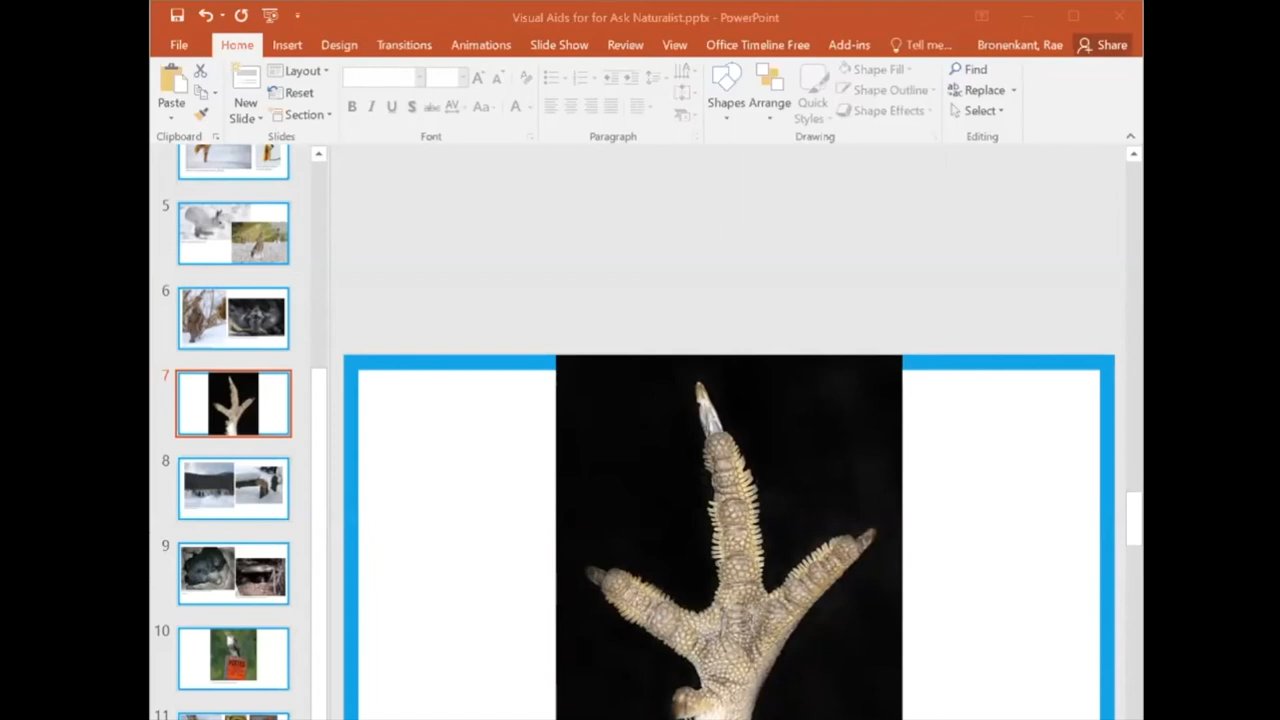 Visual Aids for for Ask Naturalist.pptx - PowerPoint
File Home Insert Design Transitions Animations Slide Show Review View Office Timeline Free Add-ins Tell me... Bronenkant, Rae Share
Paste
Clipboard
New Slide
Layout
Reset
Section
Slides
B I U S abc AV Aa A
Font
Paragraph
Shapes Arrange Quick Styles
Shape Fill
Shape Outline
Shape Effects
Drawing
Find
Replace
Select
Editing
5
6
7
8
9
10
11